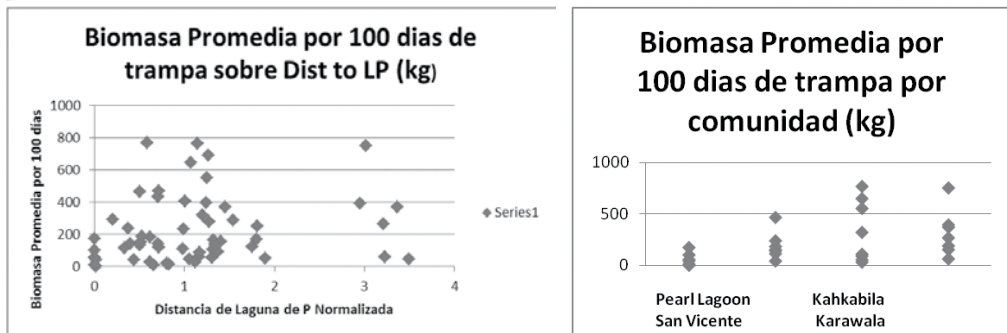 Biomasa Promedia por 100 dias de
trampa sobre Dist to LP (kg)
Biomasa Promedia por 100 dias
1000
800
600
400
200
0
0
1
2
3
4
Distancia de Laguna de P Normalizada
Series1
Biomasa Promedia por
100 dias de trampa por
comunidad (kg)
1000
500
0
Pearl Lagoon
San Vicente
Kahkabila
Karawala